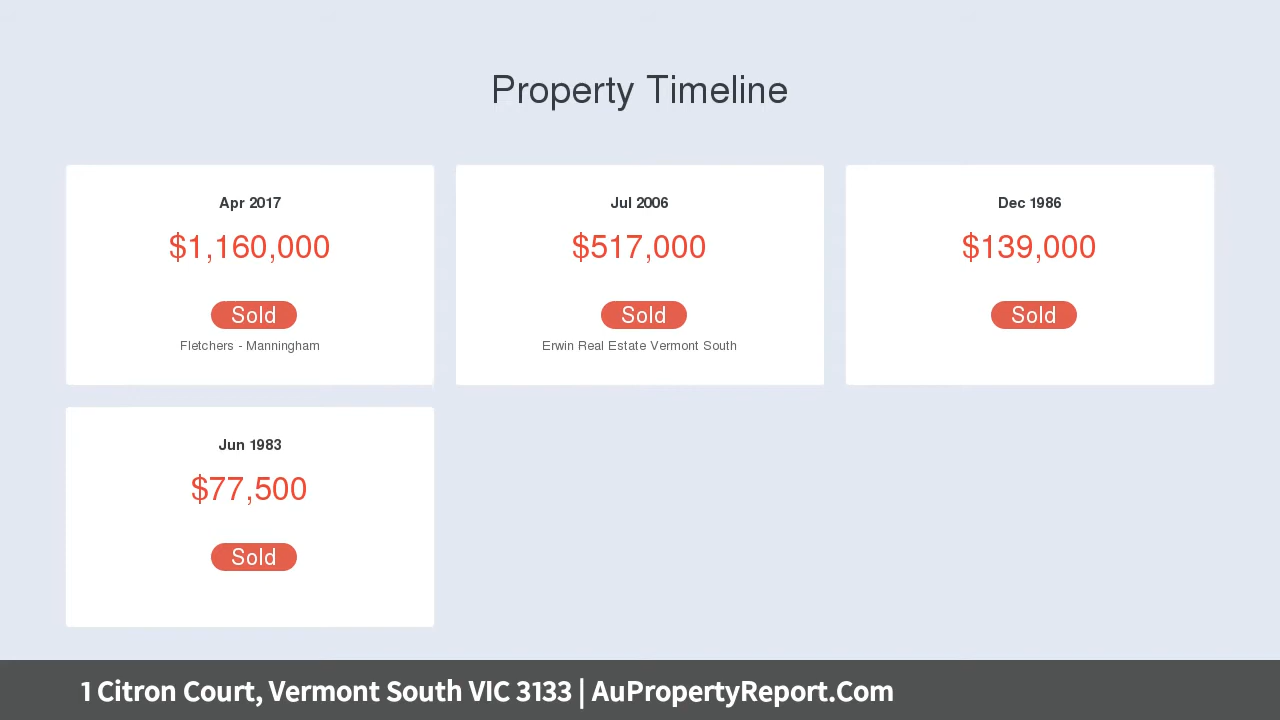 Property Timeline
Apr 2017
$1,160,000
Sold
Fletchers - Manningham
Jul 2006
$517,000
Sold
Erwin Real Estate Vermont South
Dec 1986
$139,000
Sold
Jun 1983
$77,500
Sold
1 Citron Court, Vermont South VIC 3133 | AuPropertyReport.Com